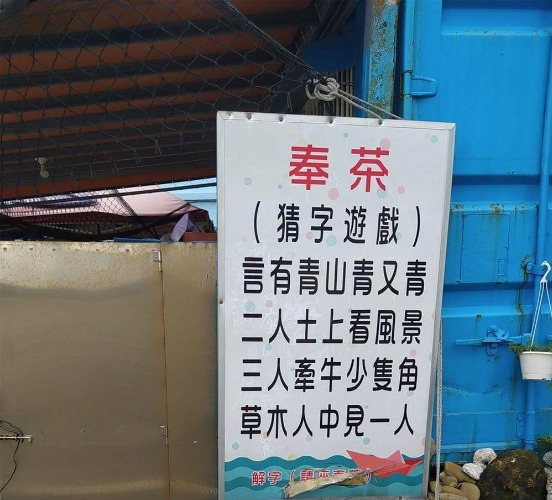 奉茶
(猜字遊戲)
言有青山青又青
二人土上看風景
三人牽牛少隻角
草木人中見一人
解字(請